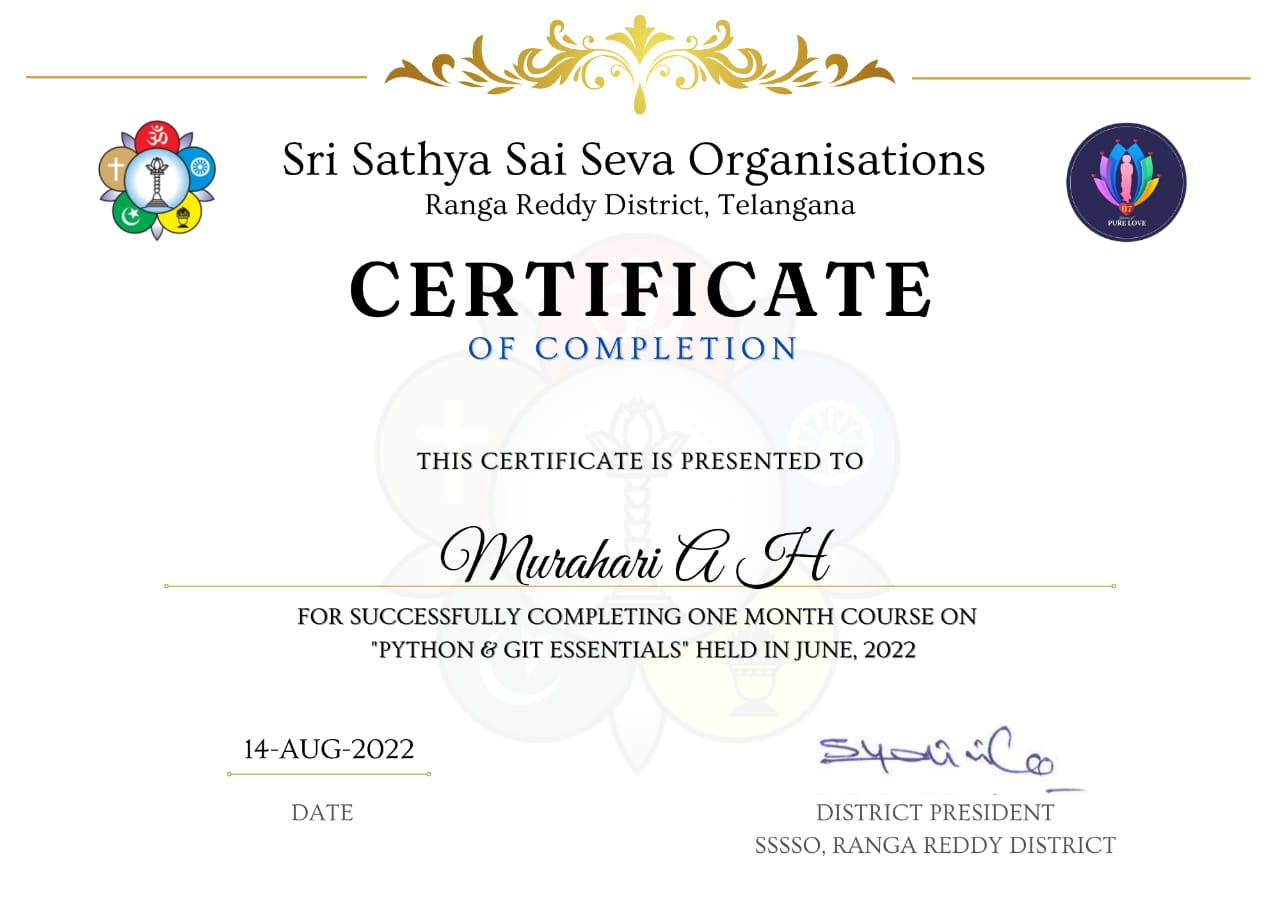 Sri Sathya Sai Seva Organisations
Ranga Reddy District, Telangana
97
PURE LOVE
CERTIFICATE
OF COMPLETION
THIS CERTIFICATE IS PRESENTED TO
Murahari A H
FOR SUCCESSFULLY COMPLETING ONE MONTH COURSE ON
"PYTHON & GIT ESSENTIALS" HELD IN JUNE, 2022
14-AUG-2022
DATE
DISTRICT PRESIDENT
SSSSO, RANGA REDDY DISTRICT